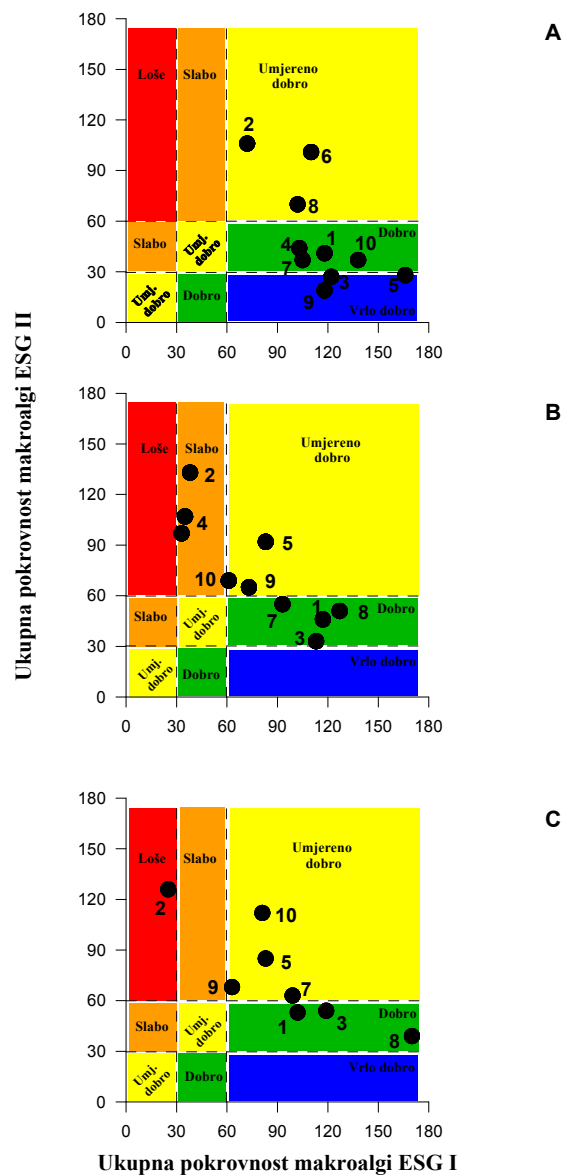 A
180
150
120
90
60
30
0
Loše
Slabo
Umjereno
dobro
2
6
8
Slabo
Umj.
dobro
Dobro
4
1
10
7
Umj.
dobro
Dobro
3
5
9
Vrlo dobro
0 30 60 90 120 150 180
Ukupna pokrovnost makroalgi ESG II
B
180
150
120
90
60
30
0
Loše
Slabo
Umjereno
dobro
2
4
5
10
9
Slabo
Umj.
dobro
7
1
8
Dobro
3
Umj.
dobro
Dobro
Vrlo dobro
0 30 60 90 120 150 180
C
180
150
120
90
60
30
0
Loše
Slabo
Umjereno
dobro
2
10
5
9
7
Slabo
Umj.
dobro
Dobro
1
3
8
Umj.
dobro
Dobro
Vrlo dobro
0 30 60 90 120 150 180
Ukupna pokrovnost makroalgi ESG I